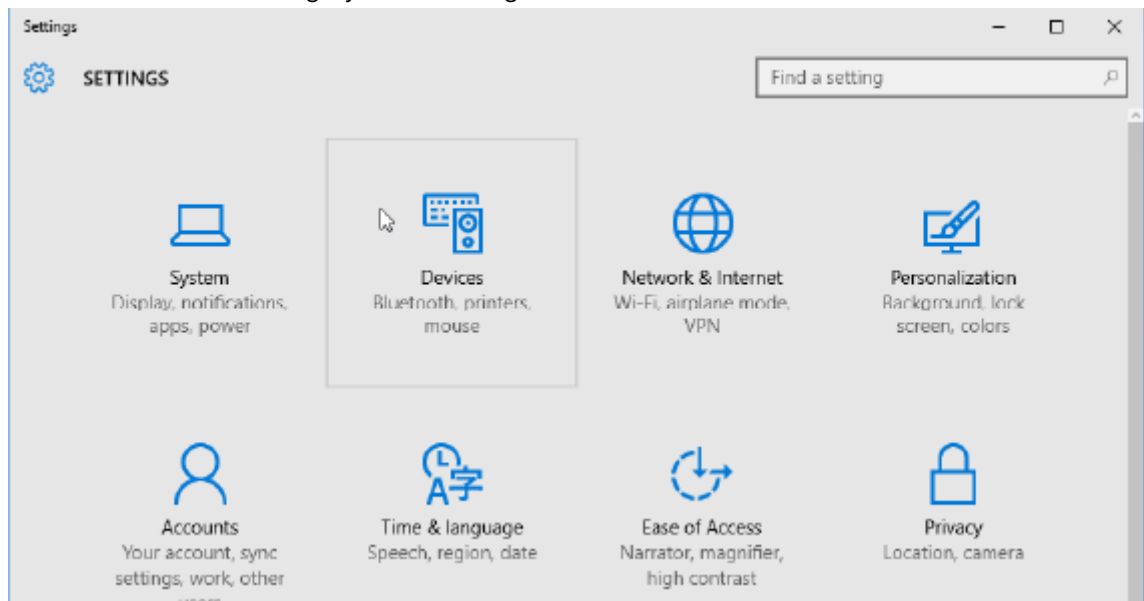 Settings
SETTINGS
Find a setting
System
Display, notifications,
apps, power
Devices
Bluetooth, printers,
mouse
Network & Internet
Wi-Fi, airplane mode,
VPN
Personalization
Background, lock
screen, colors
Accounts
Your account, sync
settings, work, other
Time & language
Speech, region, date
Ease of Access
Narrator, magnifier,
high contrast
Privacy
Location, camera